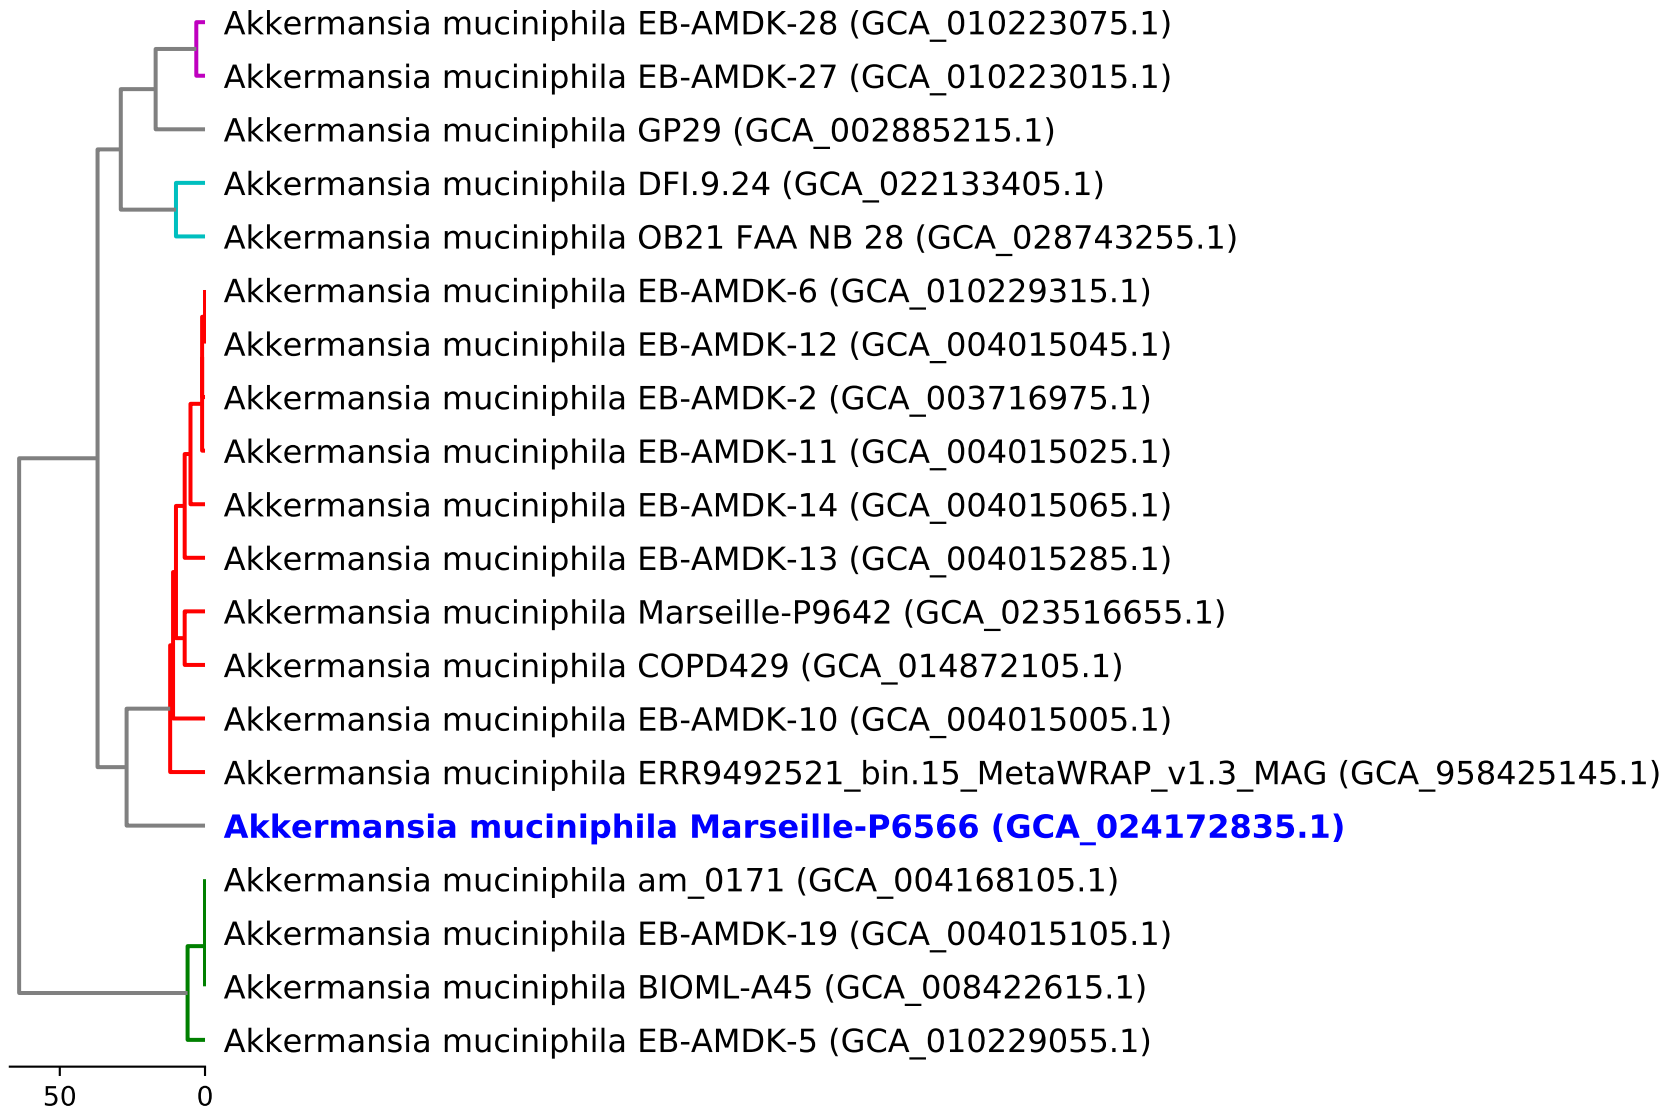 Akkermansia muciniphila EB-AMDK-28 (GCA_010223075.1)
Akkermansia muciniphila EB-AMDK-27 (GCA_010223015.1)
Akkermansia muciniphila GP29 (GCA_002885215.1)
Akkermansia muciniphila DFI.9.24 (GCA_022133405.1)
Akkermansia muciniphila OB21 FAA NB 28 (GCA_028743255.1)
Akkermansia muciniphila EB-AMDK-6 (GCA_010229315.1)
Akkermansia muciniphila EB-AMDK-12 (GCA_004015045.1)
Akkermansia muciniphila EB-AMDK-2 (GCA_003716975.1)
Akkermansia muciniphila EB-AMDK-11 (GCA_004015025.1)
Akkermansia muciniphila EB-AMDK-14 (GCA_004015065.1)
Akkermansia muciniphila EB-AMDK-13 (GCA_004015285.1)
Akkermansia muciniphila Marseille-P9642 (GCA_023516655.1)
Akkermansia muciniphila COPD429 (GCA_014872105.1)
Akkermansia muciniphila EB-AMDK-10 (GCA_004015005.1)
Akkermansia muciniphila ERR9492521_bin.15_MetaWRAP_v1.3_MAG (GCA_958425145.1)
Akkermansia muciniphila Marseille-P6566 (GCA_024172835.1)
Akkermansia muciniphila am_0171 (GCA_004168105.1)
Akkermansia muciniphila EB-AMDK-19 (GCA_004015105.1)
Akkermansia muciniphila BIOML-A45 (GCA_008422615.1)
Akkermansia muciniphila EB-AMDK-5 (GCA_010229055.1)
50 0